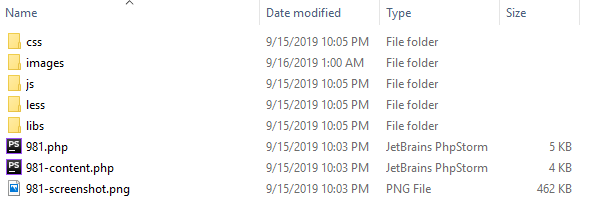 Name Date modified Type Size
css 9/15/2019 10:05 PM File folder
images 9/16/2019 1:00 AM File folder
js 9/15/2019 10:05 PM File folder
less 9/15/2019 10:05 PM File folder
libs 9/15/2019 10:05 PM File folder
PS 981.php 9/15/2019 10:03 PM JetBrains PhpStorm 5 KB
PS 981-content.php 9/15/2019 10:03 PM JetBrains PhpStorm 4 KB
981-screenshot.png 9/15/2019 10:03 PM PNG File 462 KB